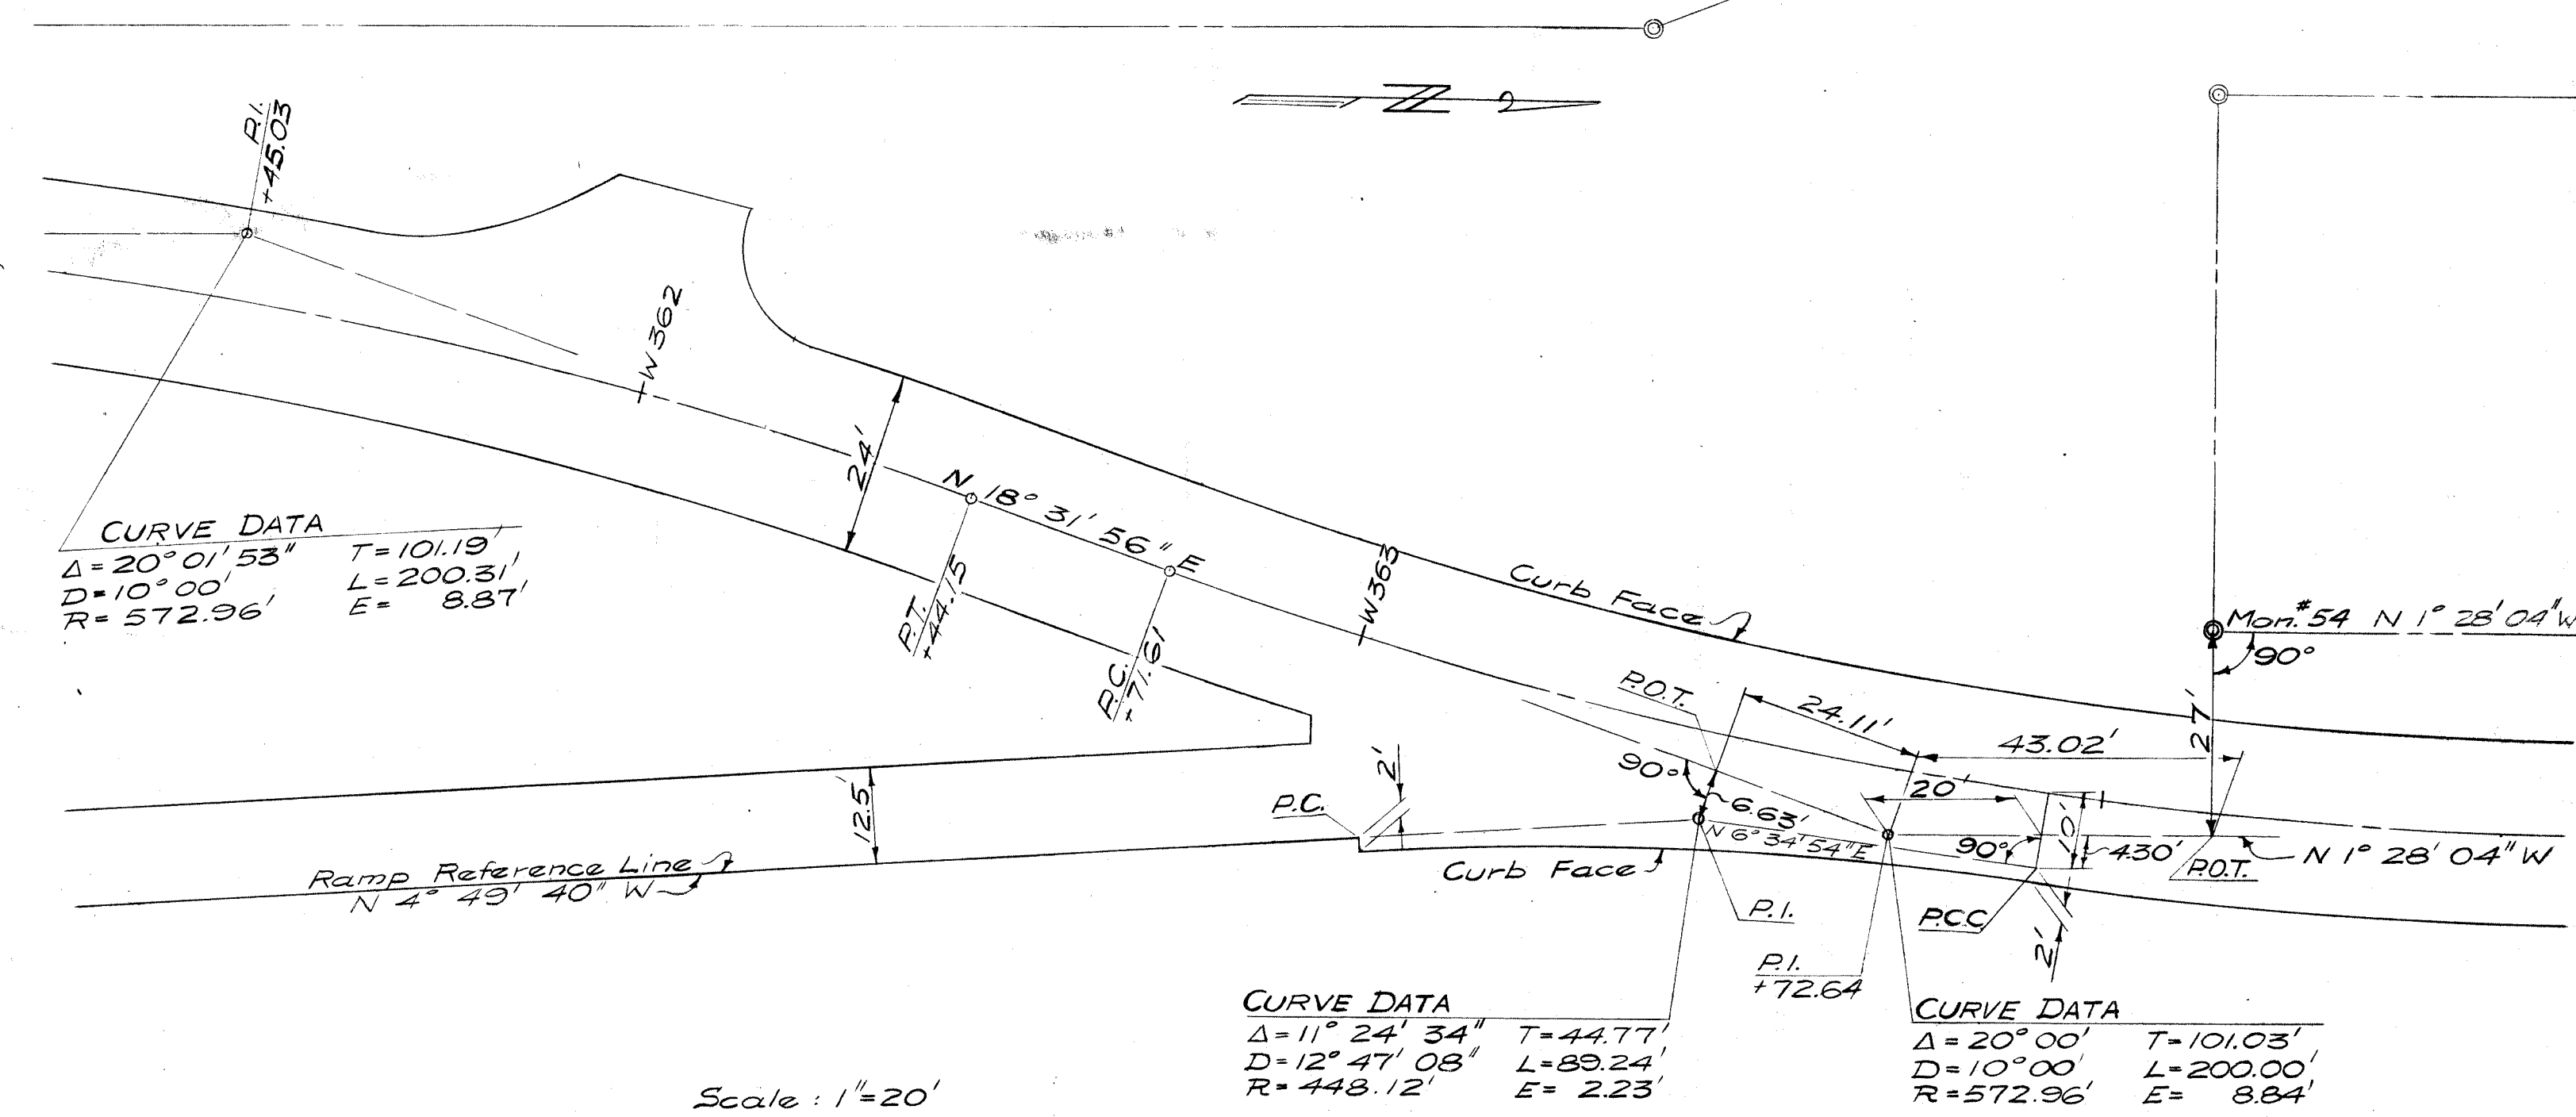 N
P.I.
+45.03
W362
24'
CURVE DATA
Δ = 20° 01' 53" T = 101.19'
D = 10° 00' L = 200.31'
R = 572.96' E = 8.87'
N 18° 31' 56" E
P.T.
+44.15
P.C.
+71.61
W363
Curb Face
Mon. #54 N 1° 28' 04" W
90°
27'
P.O.T.
24.11'
43.02'
90°
20'
6.63'
N 6° 34' 54" E
90°
10'
4.30'
P.O.T.
N 1° 28' 04" W
2'
P.C.
12.5'
Ramp Reference Line
N 4° 49' 40" W
Curb Face
P.I.
P.C.C.
2'
P.I.
+72.64
CURVE DATA
Δ = 11° 24' 34" T = 44.77'
D = 12° 47' 08" L = 89.24'
R = 448.12' E = 2.23'
CURVE DATA
Δ = 20° 00' T = 101.03'
D = 10° 00' L = 200.00'
R = 572.96' E = 8.84'
Scale : 1" = 20'